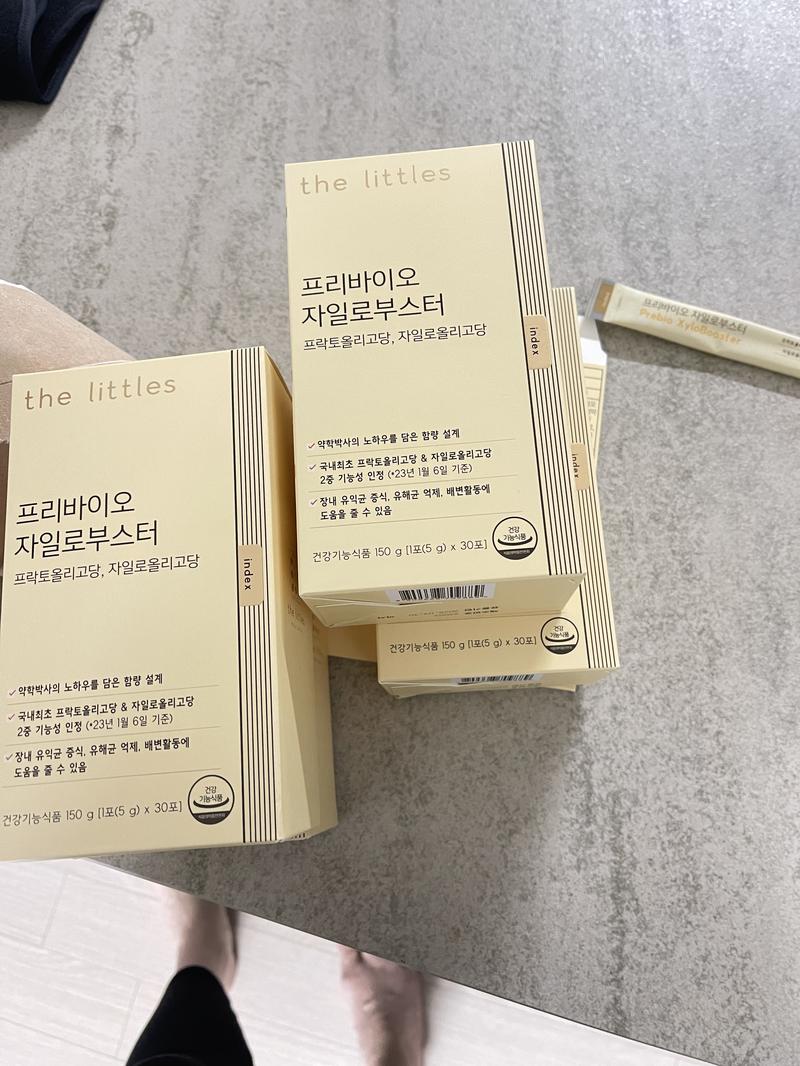 the littles
프리바이오
자일로부스터
프락토올리고당, 자일로올리고당
index
약학박사의 노하우를 담은 함량 설계
국내최초 프락토올리고당 & 자일로올리고당
2중 기능성 인정 (*23년 1월 6일 기준)
장내 유익균 증식, 유해균 억제, 배변활동에
도움을 줄 수 있음
건강기능식품 150 g [1포(5 g) x 30포]
건강
기능식품
프리바이오 자일로부스터
Prebio XyloBooster
index
건강기능식품 150 g [1포(5 g) x 30포]
건강
기능식품
the littles
프리바이오
자일로부스터
프락토올리고당, 자일로올리고당
index
약학박사의 노하우를 담은 함량 설계
국내최초 프락토올리고당 & 자일로올리고당
2중 기능성 인정 (*23년 1월 6일 기준)
장내 유익균 증식, 유해균 억제, 배변활동에
도움을 줄 수 있음
건강기능식품 150 g [1포(5 g) x 30포]
건강
기능식품
the littles